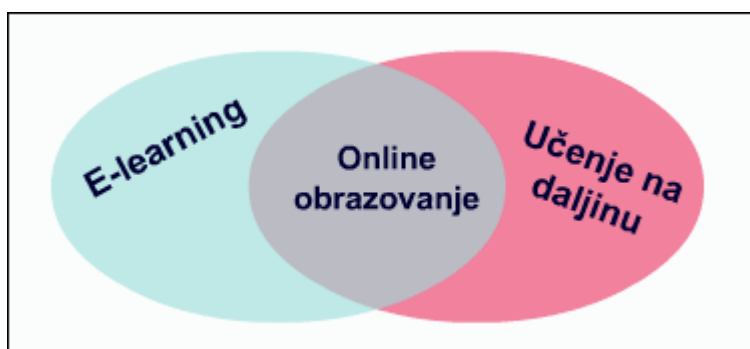 E-learning
Online
obrazovanje
Učenje na
daljinu